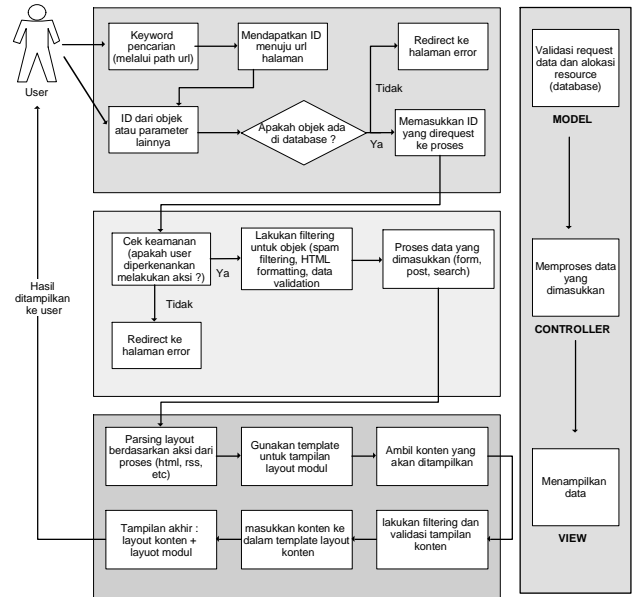 User
Keyword
pencarian
(melalui path url)
Mendapatkan ID
menuju url
halaman
Redirect ke
halaman error
Tidak
ID dari objek
atau parameter
lainnya
Apakah objek ada
di database ?
Ya
Memasukkan ID
yang direquest
ke proses
Cek keamanan
(apakah user
diperkenankan
melakukan aksi ?)
Ya
Lakukan filtering
untuk objek (spam
filtering, HTML
formatting, data
validation
Proses data yang
dimasukkan (form,
post, search)
Tidak
Redirect ke
halaman error
Hasil
ditampilkan
ke user
Parsing layout
berdasarkan aksi dari
proses (html, rss,
etc)
Gunakan template
untuk tampilan
layout modul
Ambil konten yang
akan ditampilkan
Tampilan akhir :
layout konten +
layuot modul
masukkan konten ke
dalam template layout
konten
lakukan filtering dan
validasi tampilan
konten
Validasi request
data dan alokasi
resource
(database)
MODEL
Memproses data
yang
dimasukkan
CONTROLLER
Menampilkan
data
VIEW